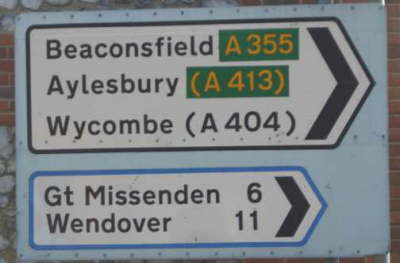 Beaconsfield A 355
Aylesbury (A 413)
Wycombe (A 404)
Gt Missenden 6
Wendover 11